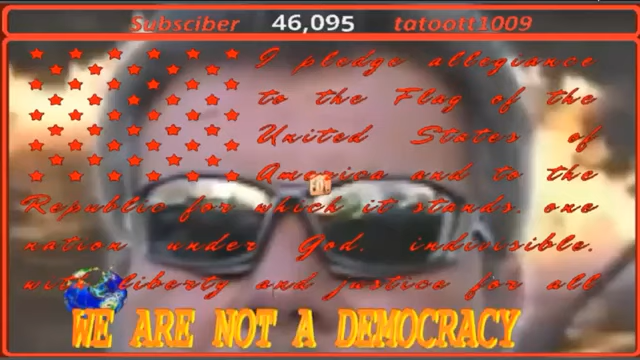 Subsciber 46,095 tatoott1009
I pledge allegiance
to the Flag of the
United States of
America and to the
Republic for which it stands. one
nation under God. indivisible.
with liberty and justice for all
WE ARE NOT A DEMOCRACY